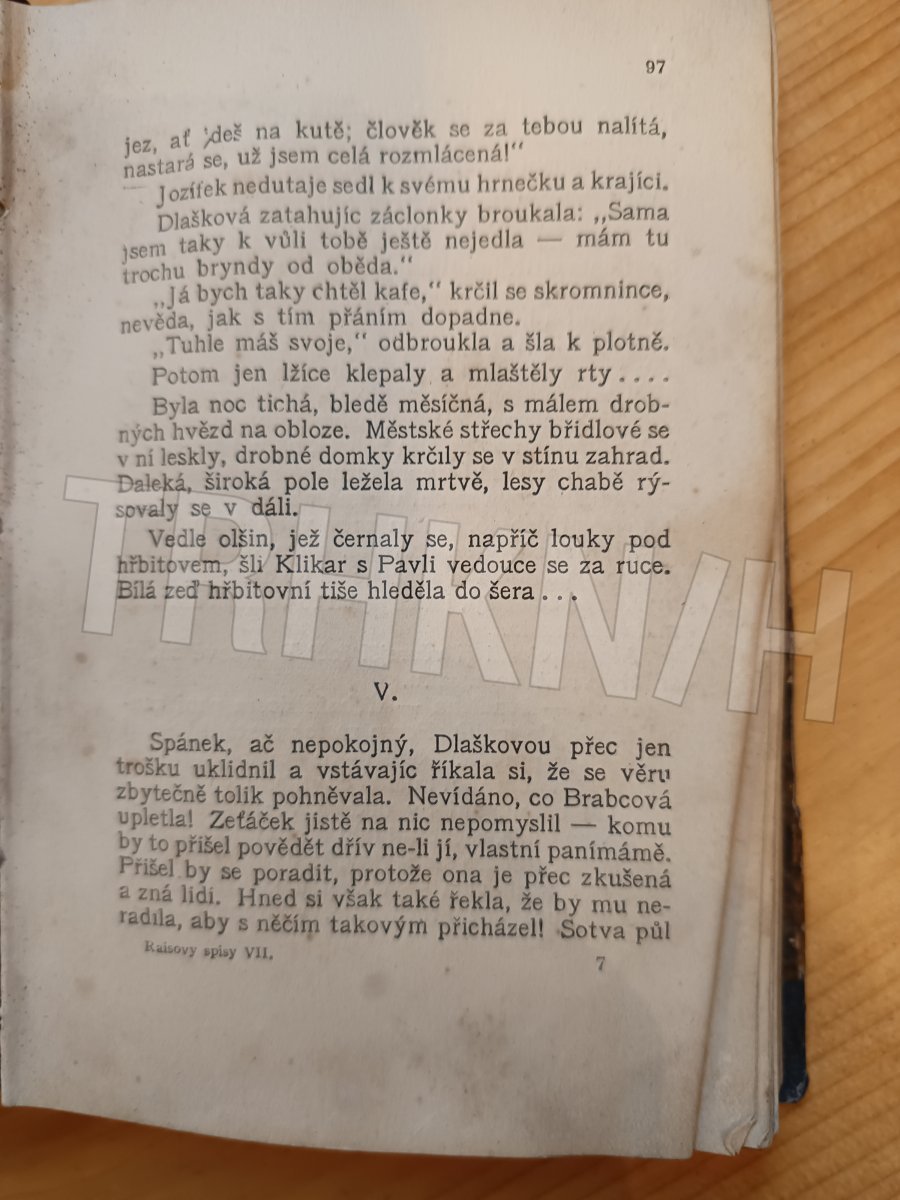 97
jez, ať 'deš na kutě; člověk se za tebou nalítá,
nastará se, už jsem celá rozmlácená!“
Jozífek nedutaje sedl k svému hrnečku a krajíci.
Dlašková zatahujíc záclonky broukala: „Sama
jsem taky k vůli tobě ještě nejedla — mám tu
trochu bryndy od oběda.“
„Já bych taky chtěl kafe,“ krčil se skromnince,
nevěda, jak s tím přáním dopadne.
„Tuhle máš svoje,“ odbroukla a šla k plotně.
Potom jen lžíce klepaly a mlaštěly rty....
Byla noc tichá, bledě měsíčná, s málem drob-
ných hvězd na obloze. Městské střechy břidlové se
v ní leskly, drobné domky krčily se v stínu zahrad.
Daleká, široká pole ležela mrtvě, lesy chabě rý-
sovaly se v dáli.
Vedle olšin, jež černaly se, napříč louky pod
hřbitovem, šli Klikar s Pavli vedouce se za ruce.
Bílá zeď hřbitovní tiše hleděla do šera...
TRHKN/H
V.
Spánek, ač nepokojný, Dlaškovou přec jen
trošku uklidnil a vstávajíc říkala si, že se věru
zbytečně tolik pohněvala. Nevídáno, co Brabcová
upletla! Zeťáček jistě na nic nepomyslil — komu
by to přišel povědět dřív ne-li jí, vlastní panímámě.
Přišel by se poradit, protože ona je přec zkušená
a zná lidi. Hned si však také řekla, že by mu ne-
radila, aby s něčím takovým přicházel! Sotva půl
Raisovy spisy VII.
7